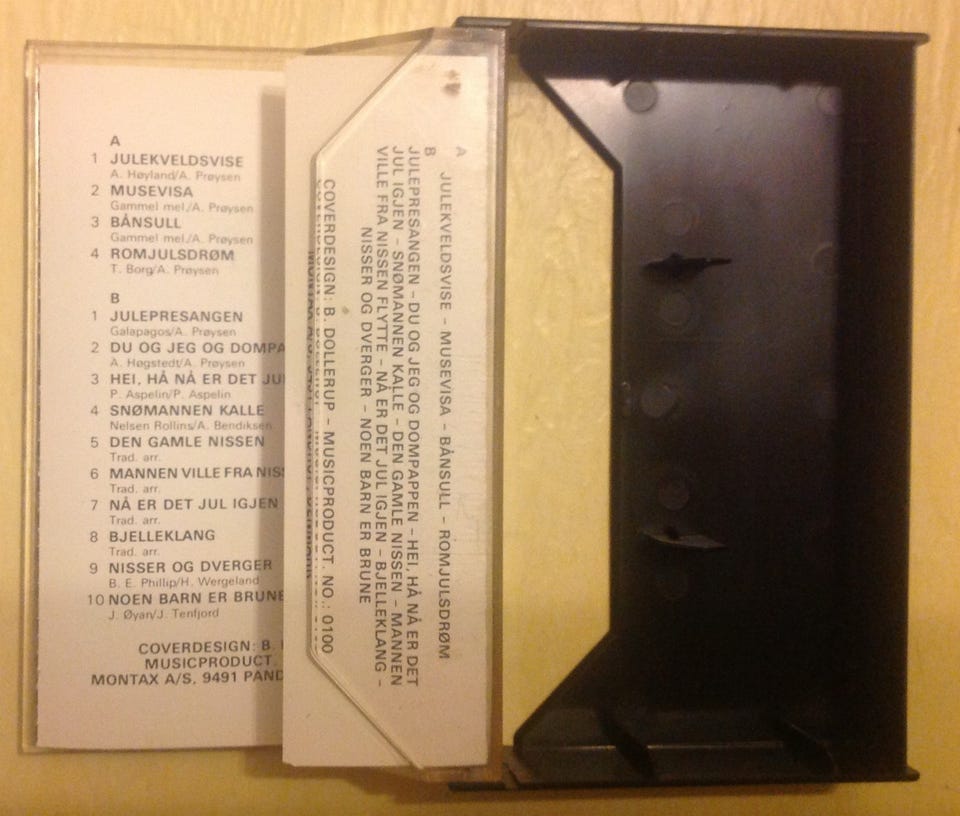 A
1 JULEKVELDSVISE
A. Høyland/A. Prøysen
2 MUSEVISA
Gammel mel./A. Prøysen
3 BÅNSULL
Gammel mel./A. Prøysen
4 ROMJULSDRØM
T. Borg/A. Prøysen
B
1 JULEPRESANGEN
Galapagos/A. Prøysen
2 DU OG JEG OG DOMPA
A. Høgstedt/A. Prøysen
3 HEI, HÅ NÅ ER DET JU
P. Aspelin/P. Aspelin
4 SNØMANNEN KALLE
Nelsen Rollins/A. Bendiksen
5 DEN GAMLE NISSEN
Trad. arr.
6 MANNEN VILLE FRA NIS
Trad. arr.
7 NÅ ER DET JUL IGJEN
Trad. arr.
8 BJELLEKLANG
Trad. arr.
9 NISSER OG DVERGER
B. E. Phillip/H. Wergeland
10 NOEN BARN ER BRUNE
J. Øyan/J. Tenfjord
COVERDESIGN: B.
MUSICPRODUCT.
MONTAX A/S, 9491 PAND
A JULEKVELDSVISE – MUSEVISA – BÅNSULL – ROMJULSDRØM
B
JULEPRESANGEN – DU OG JEG OG DOMPAPPEN – HEI, HÅ NÅ ER DET
JUL IGJEN – SNØMANNEN KALLE – DEN GAMLE NISSEN – MANNEN
VILLE FRA NISSEN FLYTTE – NÅ ER DET JUL IGJEN – BJELLEKLANG –
NISSER OG DVERGER – NOEN BARN ER BRUNE
COVERDESIGN: B. DOLLERUP – MUSICPRODUCT. NO.: 0100